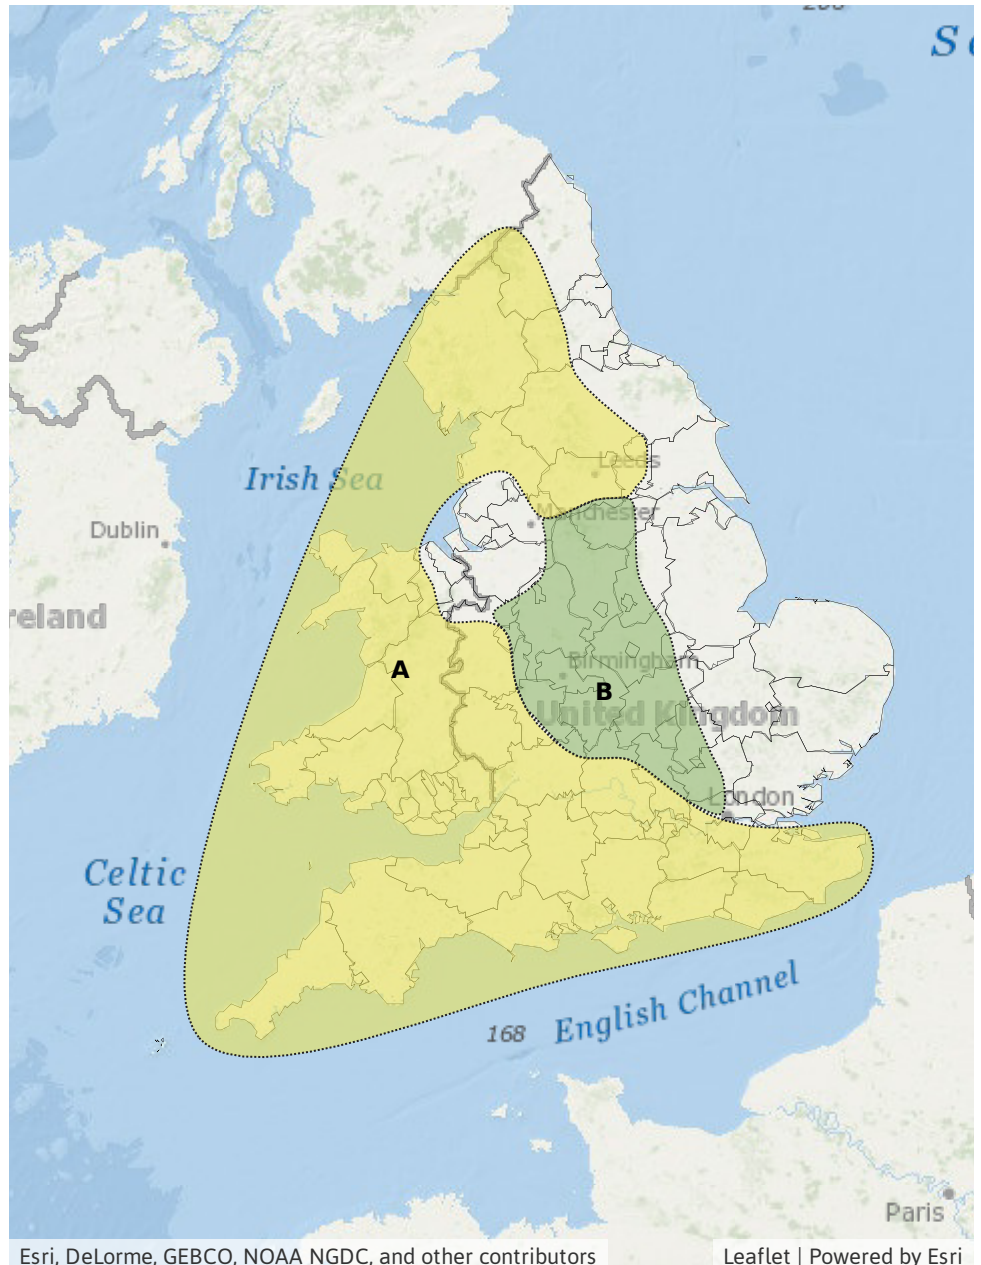 Irish Sea
Leeds
Manchester
Dublin
reland
A
Birmingham
B
United Kingdom
London
Celtic
Sea
English Channel
168
Paris
Esri, DeLorme, GEBCO, NOAA NGDC, and other contributors
Leaflet | Powered by Esri